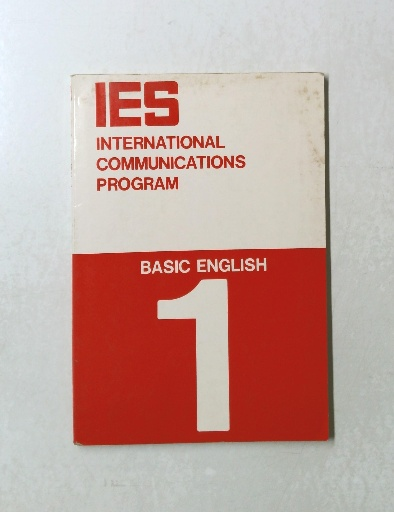 IES
INTERNATIONAL
COMMUNICATIONS
PROGRAM
BASIC ENGLISH
1